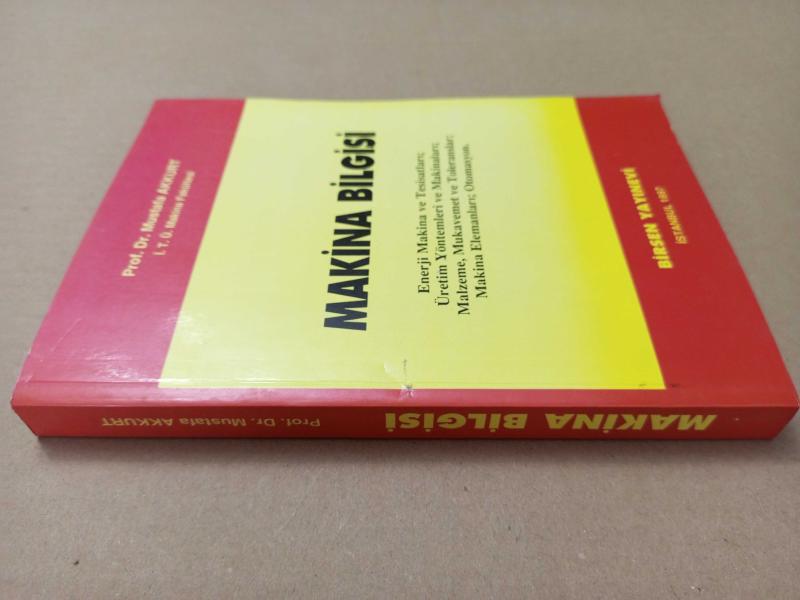 Prof. Dr. Mustafa AKKURT
İ. T. Ü. Makina Fakültesi
MAKİNA BİLGİSİ
Enerji Makina ve Tesisatları;
Üretim Yöntemleri ve Makinaları;
Malzeme, Mukavemet ve Toleransları;
Makina Elemanları; Otomasyon.
BİRSEN YAYINEVİ
İSTANBUL 1997
MAKİNA BİLGİSİ
Prof. Dr. Mustafa AKKURT